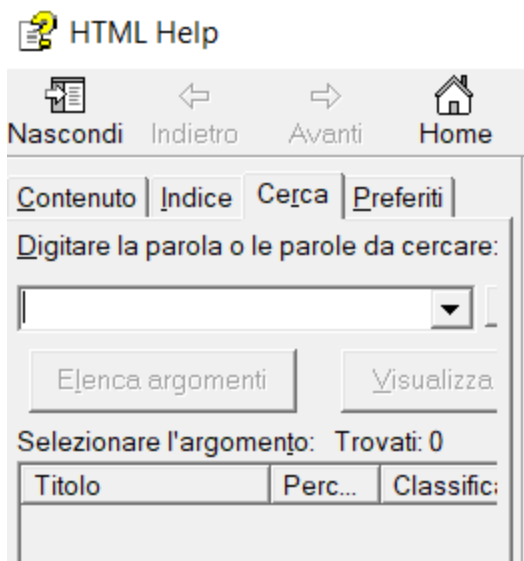 HTML Help
Nascondi Indietro Avanti Home
Contenuto Indice Cerca Preferiti
Digitare la parola o le parole da cercare:
Elenca argomenti Visualizza
Selezionare l'argomento: Trovati: 0
Titolo Perc... Classifica